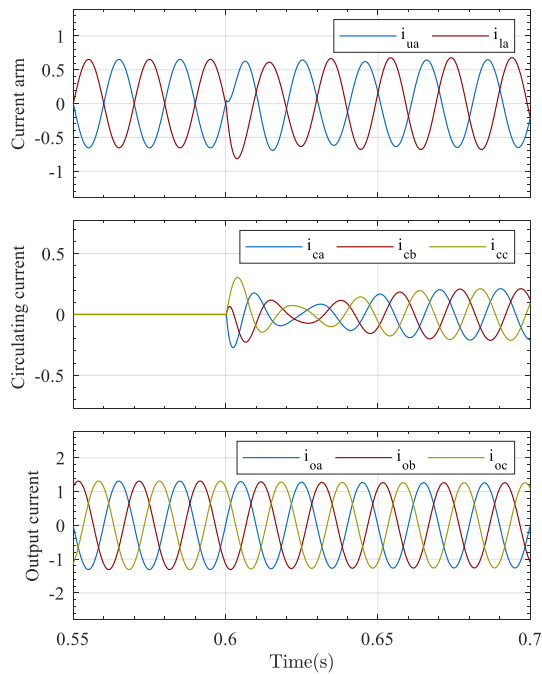 i_ua i_la
1
0.5
0
-0.5
-1
Current arm
i_ca i_cb i_cc
0.5
0
-0.5
Circulating current
i_oa i_ob i_oc
2
1
0
-1
-2
Output current
0.55 0.6 0.65 0.7
Time(s)